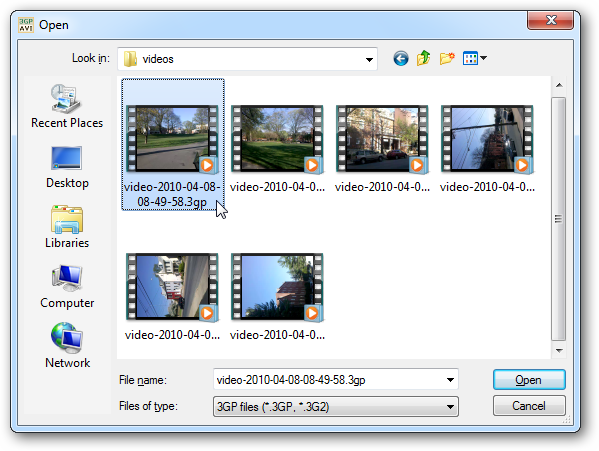 3GP
AVI
Open
Look in:
videos
Recent Places
Desktop
Libraries
Computer
Network
video-2010-04-08-
08-49-58.3gp
video-2010-04-0...
video-2010-04-0...
video-2010-04-0...
video-2010-04-0...
video-2010-04-0...
File name:
video-2010-04-08-08-49-58.3gp
Open
Files of type:
3GP files (*.3GP, *.3G2)
Cancel